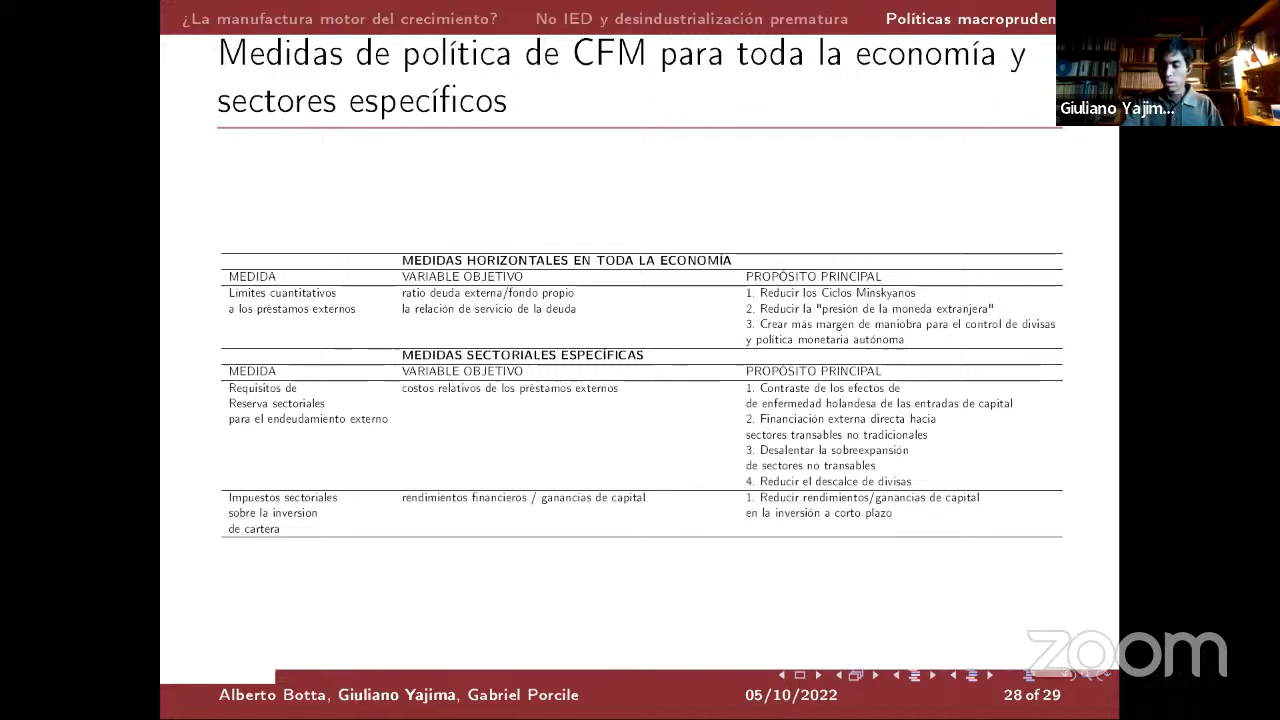 ¿La manufactura motor del crecimiento? No IED y desindustrialización prematura Políticas macropruden
Medidas de política de CFM para toda la economía y
sectores específicos
Giuliano Yajim...
MEDIDAS HORIZONTALES EN TODA LA ECONOMÍA
MEDIDA VARIABLE OBJETIVO PROPÓSITO PRINCIPAL
Límites cuantitativos ratio deuda externa/fondo propio 1. Reducir los Ciclos Minskyanos
a los préstamos externos la relación de servicio de la deuda 2. Reducir la "presión de la moneda extranjera"
3. Crear más margen de maniobra para el control de divisas
y política monetaria autónoma
MEDIDAS SECTORIALES ESPECÍFICAS
MEDIDA VARIABLE OBJETIVO PROPÓSITO PRINCIPAL
Requisitos de costos relativos de los préstamos externos 1. Contraste de los efectos de
Reserva sectoriales de enfermedad holandesa de las entradas de capital
para el endeudamiento externo 2. Financiación externa directa hacia
sectores transables no tradicionales
3. Desalentar la sobreexpansión
de sectores no transables
4. Reducir el descalce de divisas
Impuestos sectoriales rendimientos financieros / ganancias de capital 1. Reducir rendimientos/ganancias de capital
sobre la inversion en la inversión a corto plazo
de cartera
zoom
Alberto Botta, Giuliano Yajima, Gabriel Porcile 05/10/2022 28 of 29